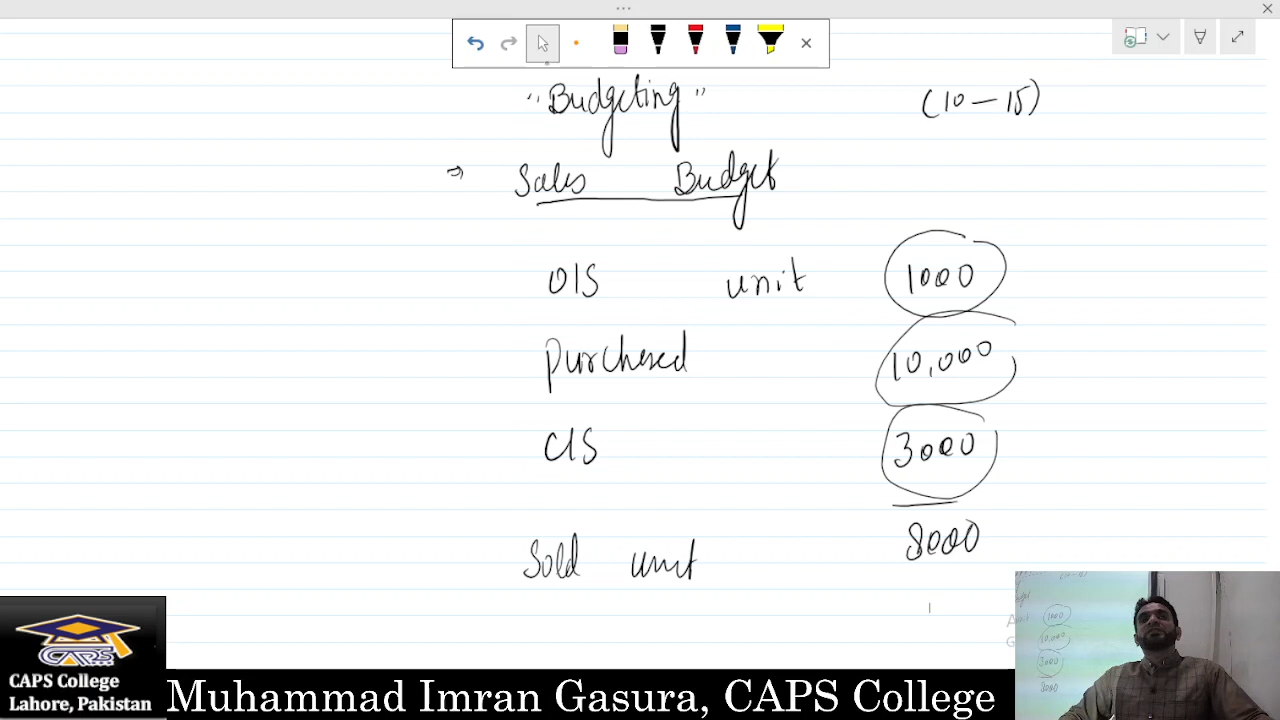 "Budgeting" (10 – 15)
⇒ Sales Budget
O/S unit 1000
Purchased 10,000
C/S 3000
Sold unit 8000
CAPS
CAPS College
Lahore, Pakistan
Muhammad Imran Gasura, CAPS College